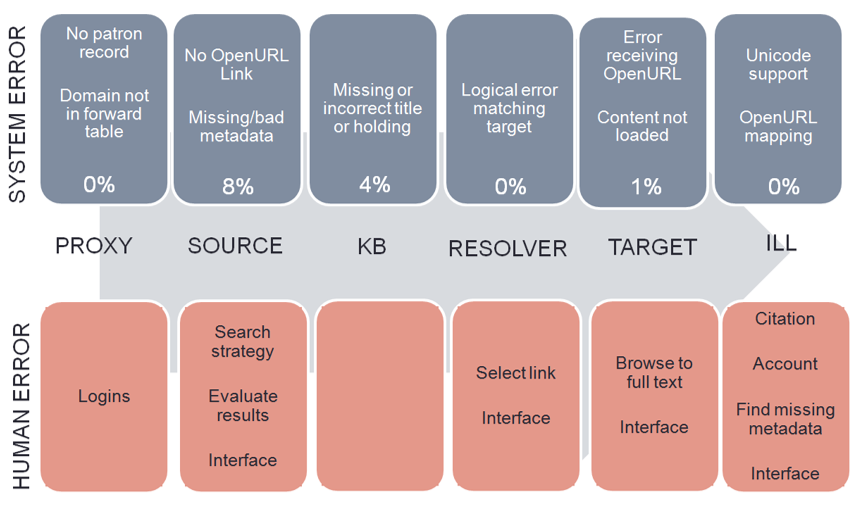 SYSTEM ERROR
No patron
record
Domain not
in forward
table
0%
No OpenURL
Link
Missing/bad
metadata
8%
Missing or
incorrect title
or holding
4%
Logical error
matching
target
0%
Error
receiving
OpenURL
Content not
loaded
1%
Unicode
support
OpenURL
mapping
0%
PROXY
SOURCE
KB
RESOLVER
TARGET
ILL
HUMAN ERROR
Logins
Search
strategy
Evaluate
results
Interface
Select link
Interface
Browse to
full text
Interface
Citation
Account
Find missing
metadata
Interface